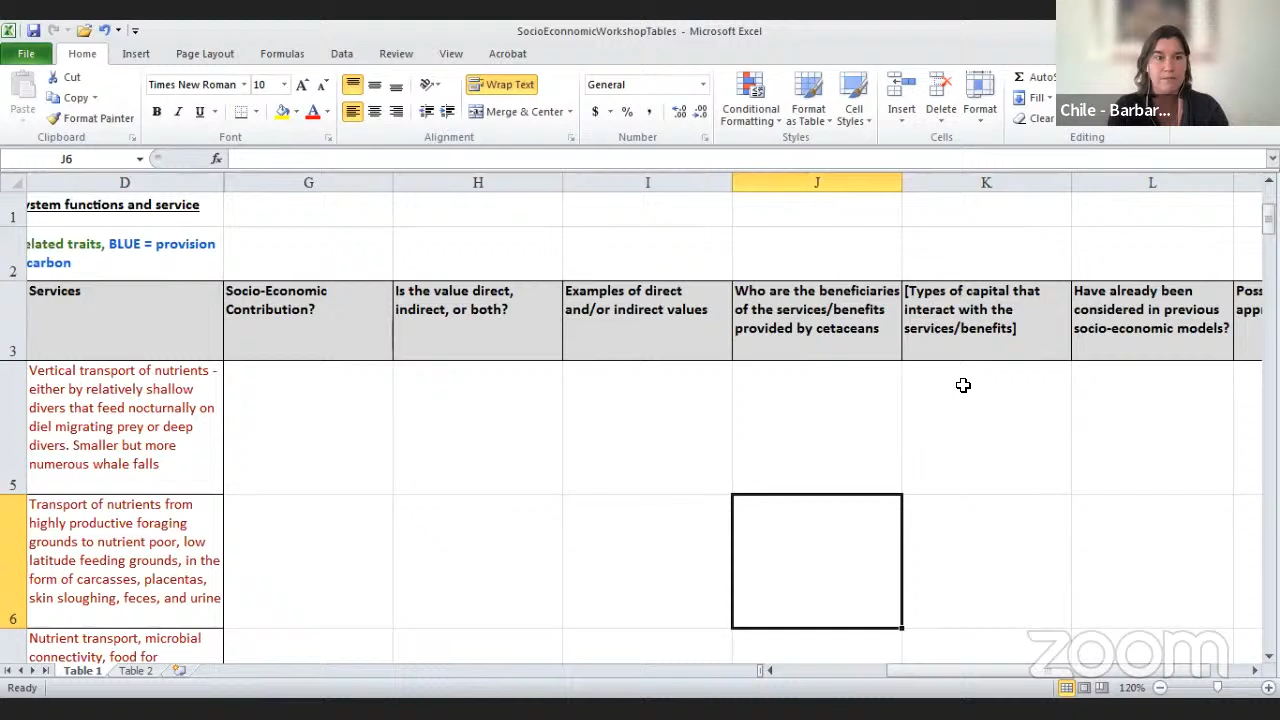 SocioEconnomicWorkshopTables - Microsoft Excel
File Home Insert Page Layout Formulas Data Review View Acrobat
Cut
Copy
Format Painter
Paste
Clipboard
Times New Roman 10
B I U
Font
Wrap Text
Merge & Center
Alignment
General
$ % ,
Number
Conditional Formatting
Format as Table
Cell Styles
Styles
Insert Delete Format
Cells
Σ Auto
Fill
Clear
Editing
Chile - Barbar...
J6
fx
D G H I J K L
1
ystem functions and service
2
elated traits, BLUE = provision
carbon
3
Services
Socio-Economic
Contribution?
Is the value direct,
indirect, or both?
Examples of direct
and/or indirect values
Who are the beneficiaries
of the services/benefits
provided by cetaceans
[Types of capital that
interact with the
services/benefits]
Have already been
considered in previous
socio-economic models?
Poss
appr
5
Vertical transport of nutrients -
either by relatively shallow
divers that feed nocturnally on
diel migrating prey or deep
divers. Smaller but more
numerous whale falls
6
Transport of nutrients from
highly productive foraging
grounds to nutrient poor, low
latitude feeding grounds, in the
form of carcasses, placentas,
skin sloughing, feces, and urine
Nutrient transport, microbial
connectivity, food for
Table 1 Table 2
Ready
120%
zoom